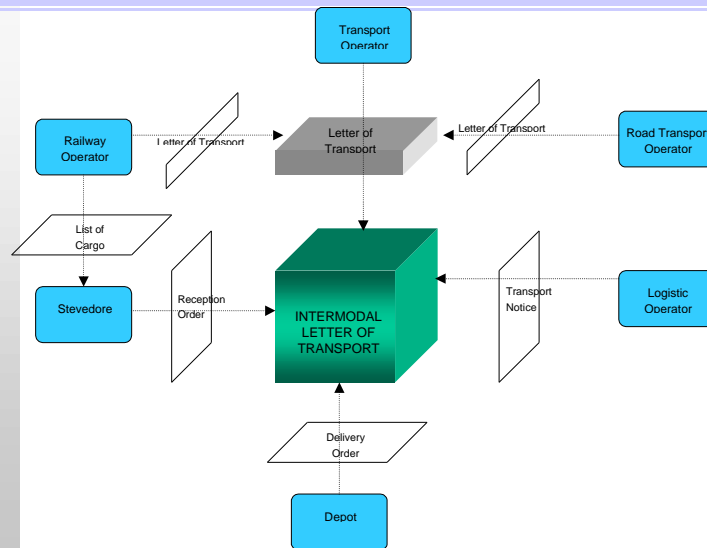 Transport
Operator
Railway
Operator
Letter of Transport
Letter of
Transport
Letter of Transport
Road Transport
Operator
List of
Cargo
Stevedore
Reception
Order
INTERMODAL
LETTER OF
TRANSPORT
Transport
Notice
Logistic
Operator
Delivery
Order
Depot